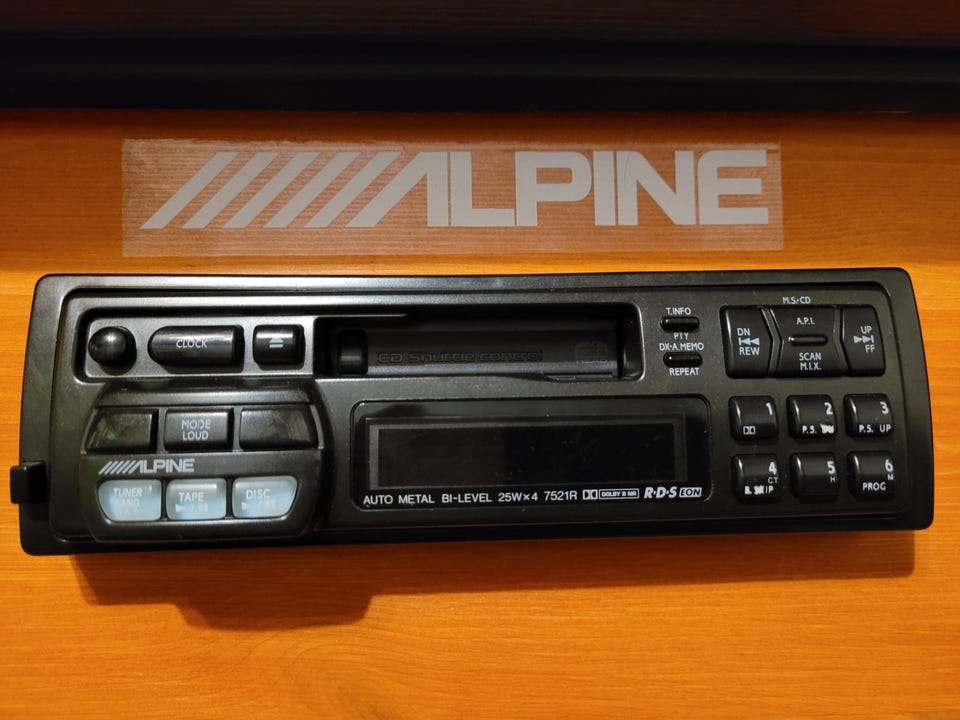 ALPINE
CLOCK
CD Shuttle control
T.INFO
PTY
DX·A.MEMO
REPEAT
M.S.-CD
DN
REW
A.P.I.
SCAN
M.I.X.
UP
FF
MODE
LOUD
ALPINE
TUNER
BAND
TAPE
DISC
AUTO METAL BI-LEVEL 25W×4 7521R DOLBY B NR R·D·S EON
1
2
P.S.
3
P.S. UP
4
CT
5
H
6
M
PROG